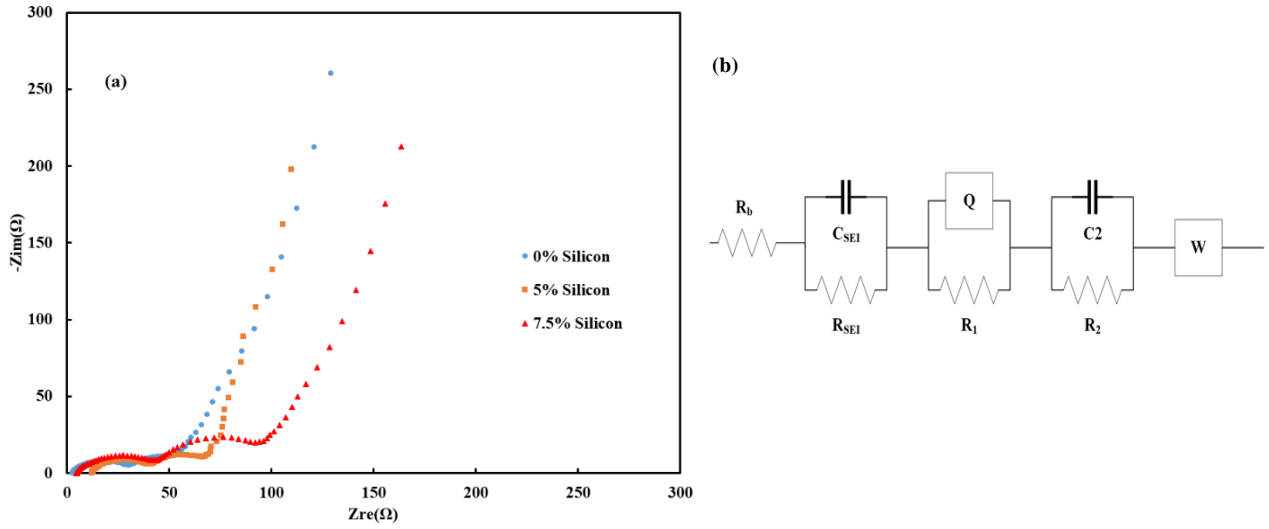 (a)
300
250
200
150
100
50
0
-Zim(Ω)
0 50 100 150 200 250 300
Zre(Ω)
0% Silicon
5% Silicon
7.5% Silicon
(b)
Rb
CSEI
RSEI
Q
R1
C2
R2
W